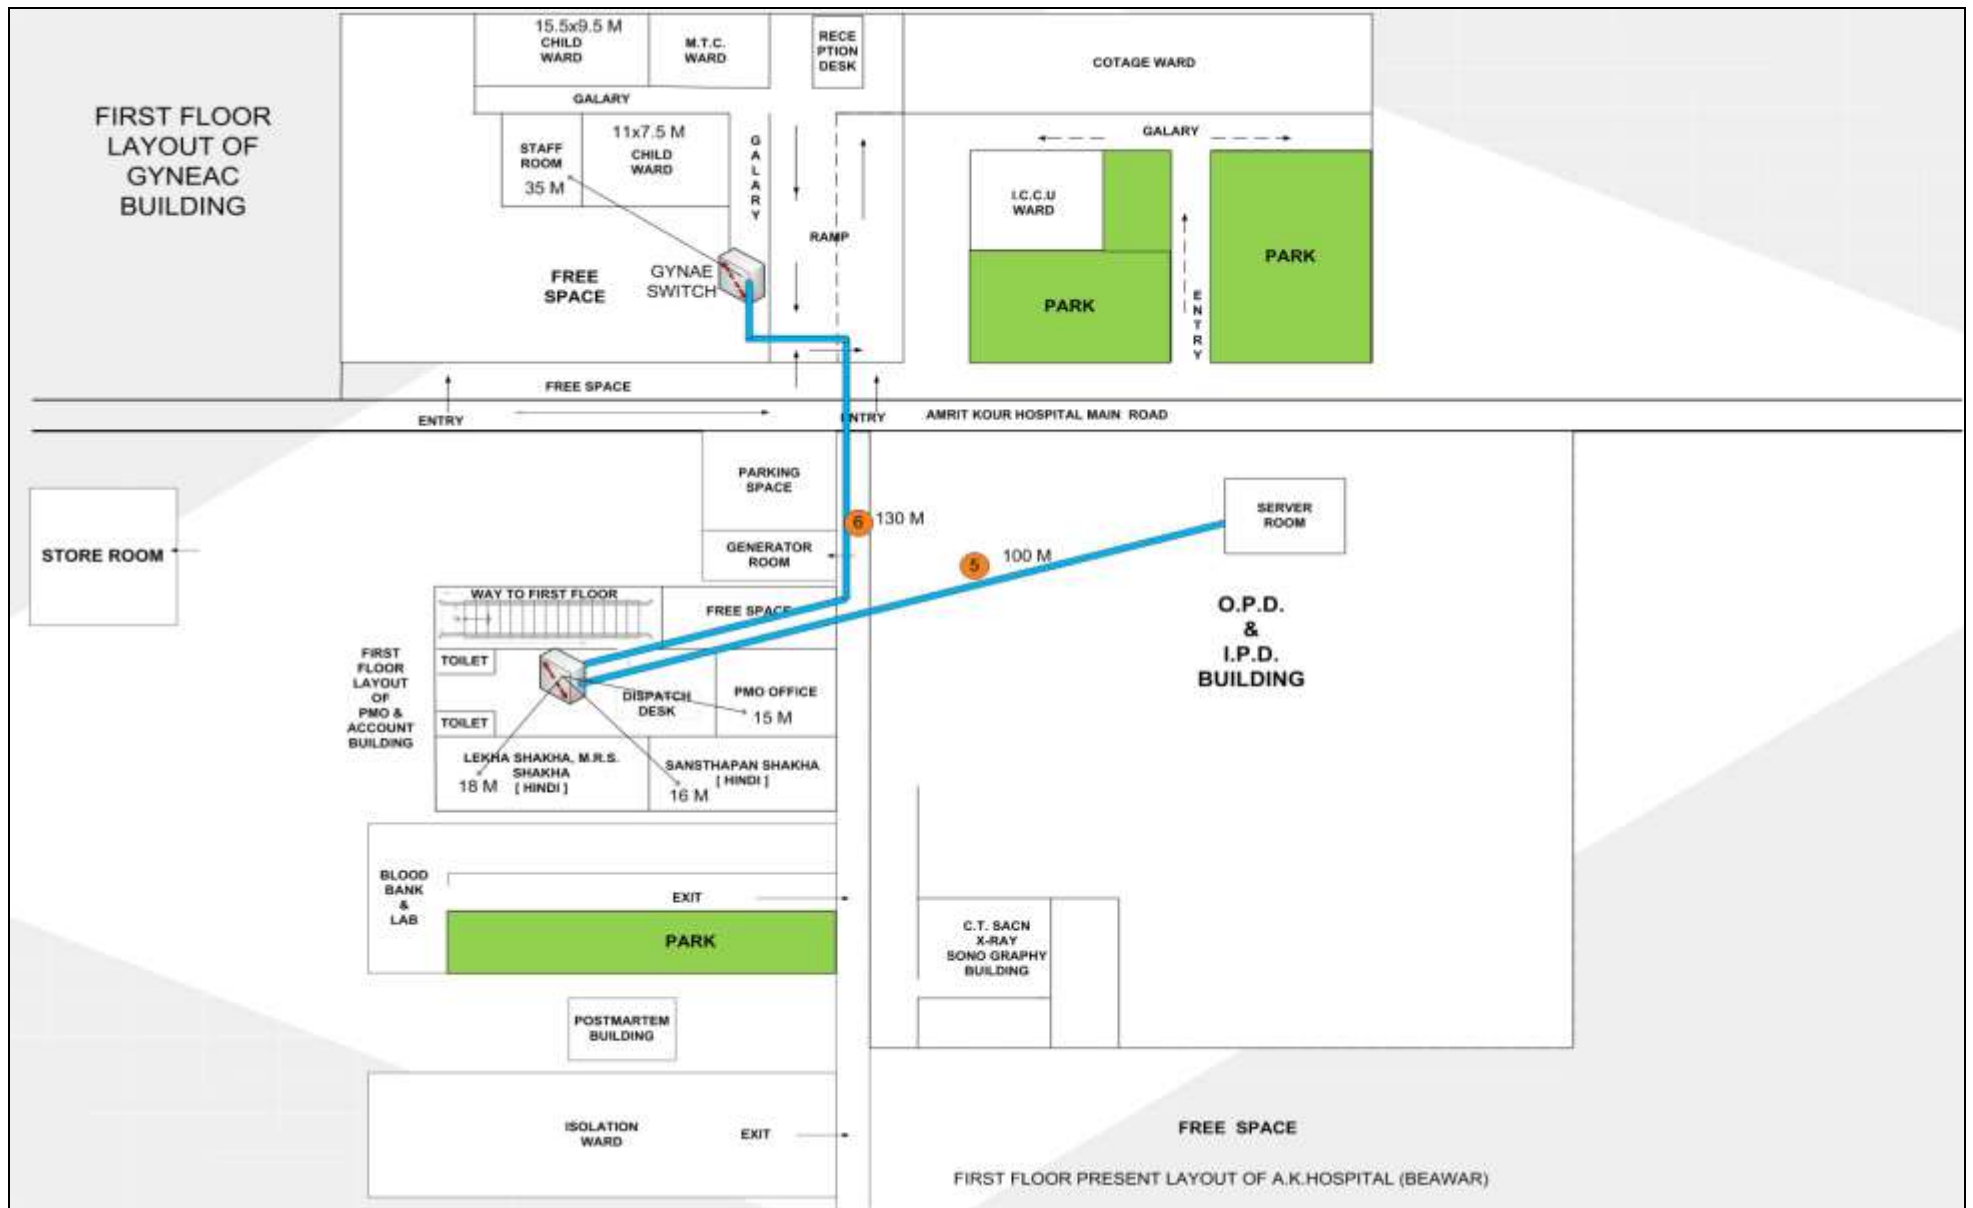 FIRST FLOOR
LAYOUT OF
GYNEAC
BUILDING
15.5x9.5 M
CHILD
WARD
M.T.C.
WARD
RECE
PTION
DESK
COTAGE WARD
GALARY
STAFF
ROOM
35 M
11x7.5 M
CHILD
WARD
GALARY
GALARY
I.C.C.U
WARD
RAMP
PARK
FREE
SPACE
GYNAE
SWITCH
PARK
ENTRY
FREE SPACE
ENTRY
ENTRY
AMRIT KOUR HOSPITAL MAIN ROAD
PARKING
SPACE
SERVER
ROOM
6
130 M
STORE ROOM
GENERATOR
ROOM
5
100 M
WAY TO FIRST FLOOR
FREE SPACE
O.P.D.
&
I.P.D.
BUILDING
FIRST
FLOOR
LAYOUT
OF
PMO &
ACCOUNT
BUILDING
TOILET
DISPATCH
DESK
PMO OFFICE
15 M
TOILET
LEKHA SHAKHA, M.R.S.
SHAKHA
[ HINDI ]
18 M
SANSTHAPAN SHAKHA
[ HINDI ]
16 M
BLOOD
BANK
&
LAB
EXIT
PARK
C.T. SACN
X-RAY
SONO GRAPHY
BUILDING
POSTMARTEM
BUILDING
ISOLATION
WARD
EXIT
FREE SPACE
FIRST FLOOR PRESENT LAYOUT OF A.K.HOSPITAL (BEAWAR)